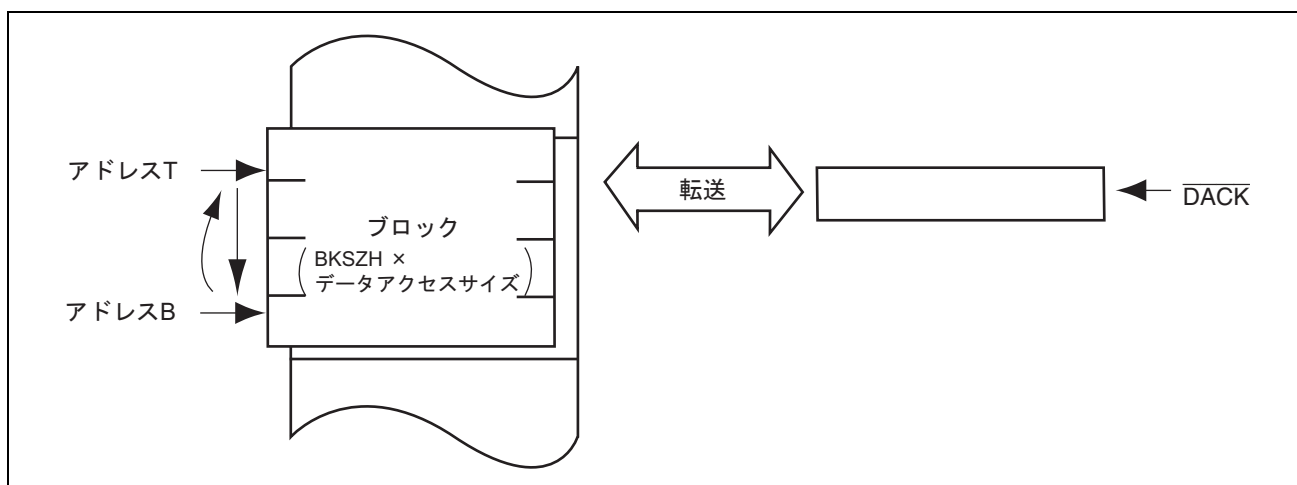 アドレスT
アドレスB
ブロック
(BKSZH ×
データアクセスサイズ)
転送
DACK